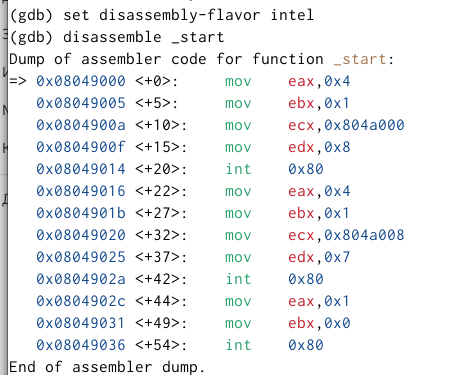 (gdb) set disassembly-flavor intel
(gdb) disassemble _start
Dump of assembler code for function _start:
=> 0x08049000 <+0>:     mov    eax,0x4
   0x08049005 <+5>:     mov    ebx,0x1
   0x0804900a <+10>:    mov    ecx,0x804a000
   0x0804900f <+15>:    mov    edx,0x8
   0x08049014 <+20>:    int    0x80
   0x08049016 <+22>:    mov    eax,0x4
   0x0804901b <+27>:    mov    ebx,0x1
   0x08049020 <+32>:    mov    ecx,0x804a008
   0x08049025 <+37>:    mov    edx,0x7
   0x0804902a <+42>:    int    0x80
   0x0804902c <+44>:    mov    eax,0x1
   0x08049031 <+49>:    mov    ebx,0x0
   0x08049036 <+54>:    int    0x80
End of assembler dump.